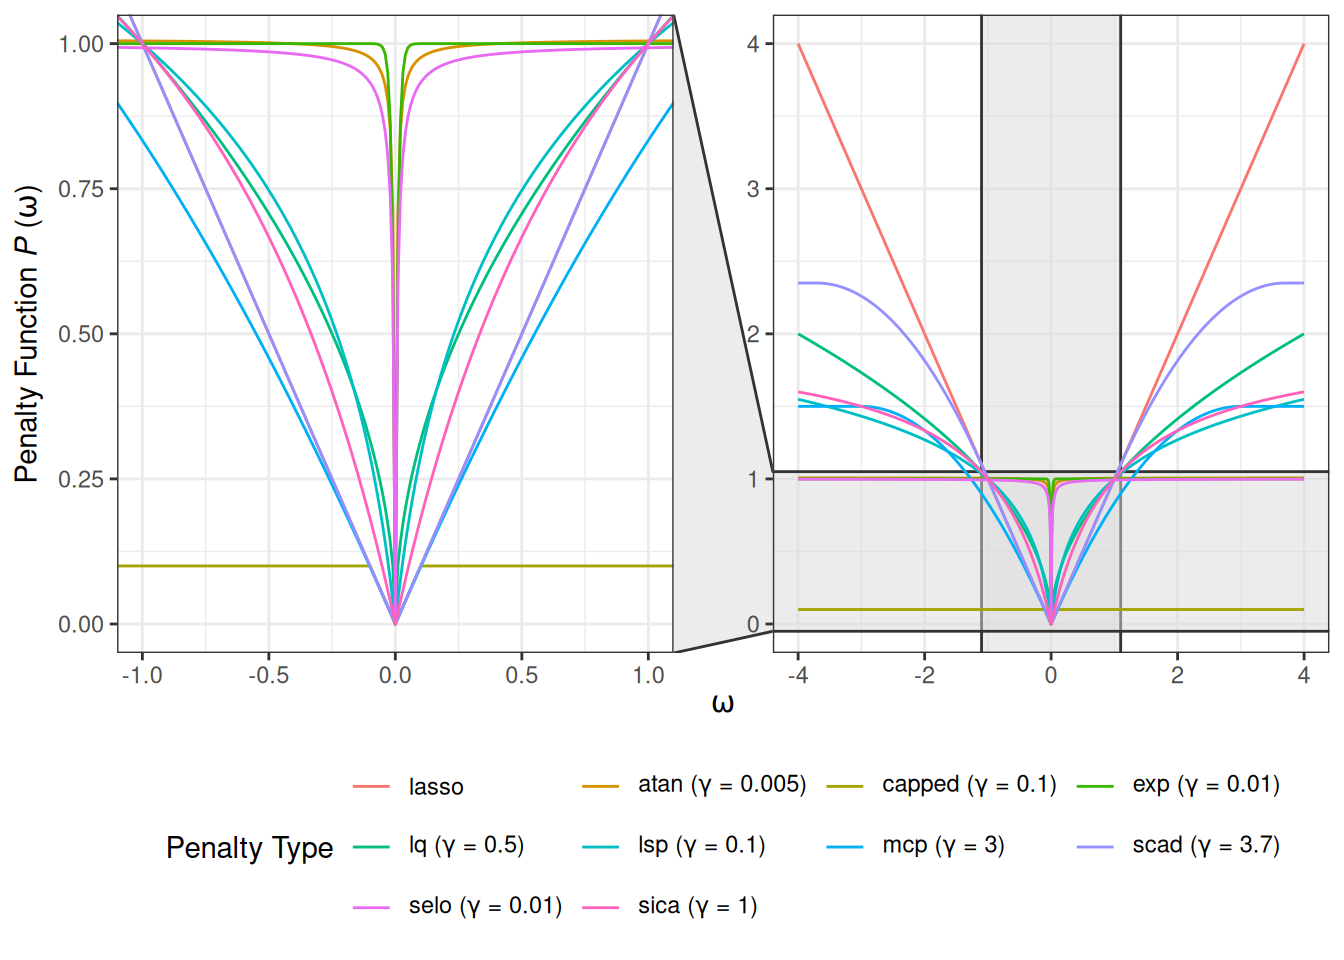 Penalty Function P (ω)
1.00
0.75
0.50
0.25
0.00
-1.0 -0.5 0.0 0.5 1.0
4
3
2
1
0
-4 -2 0 2 4
ω
Penalty Type
lasso atan (γ = 0.005) capped (γ = 0.1) exp (γ = 0.01)
lq (γ = 0.5) lsp (γ = 0.1) mcp (γ = 3) scad (γ = 3.7)
selo (γ = 0.01) sica (γ = 1)